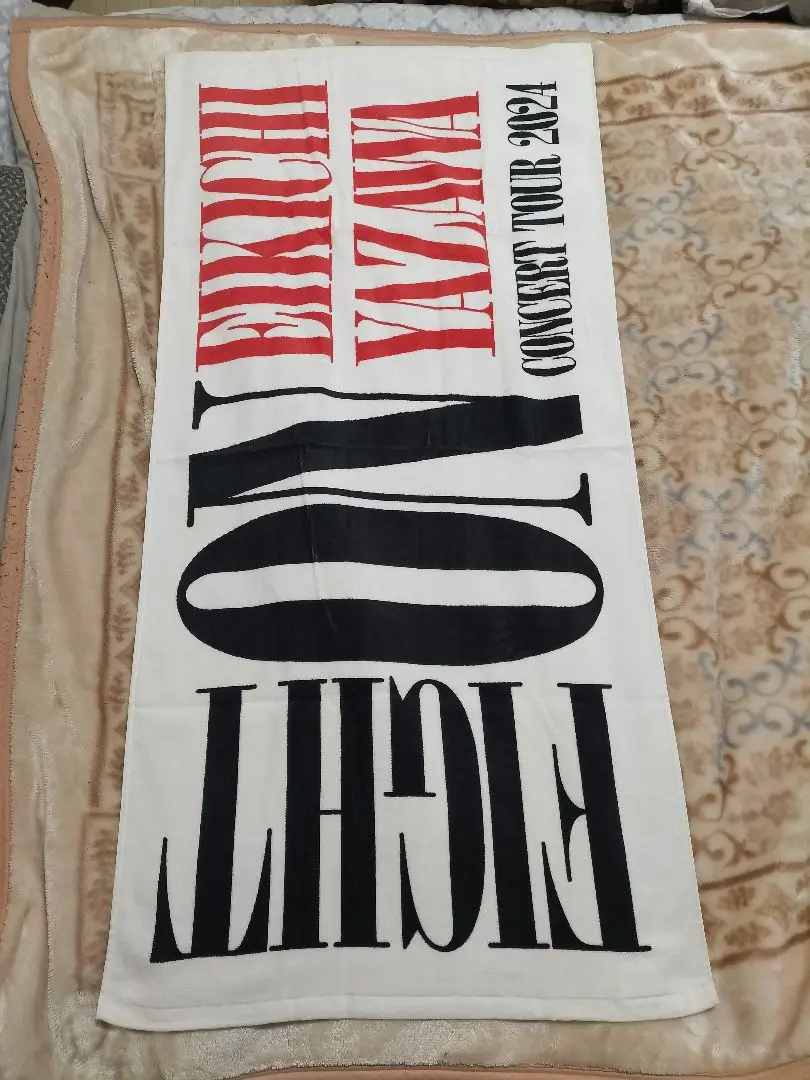 EIKICHI
YAZAWA
CONCERT TOUR 2024
FIGHT
ON